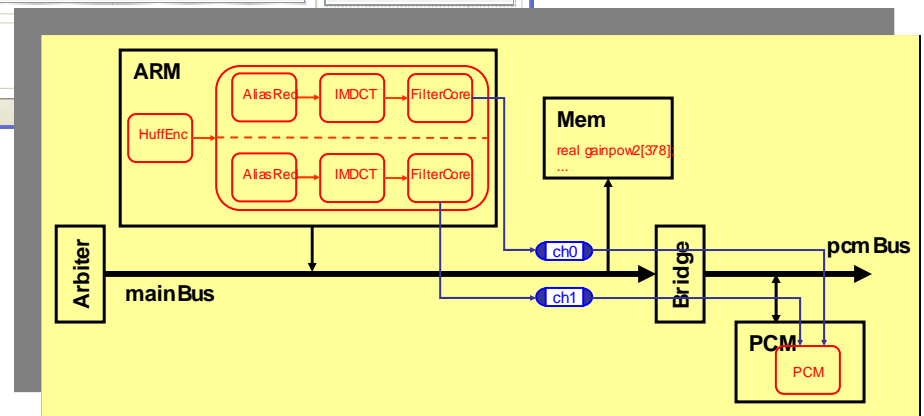 ARM
AliasRed
IMDCT
FilterCore
HuffEnc
AliasRed
IMDCT
FilterCore
Mem
real gainpow2[378];
...
Arbiter
mainBus
ch0
ch1
Bridge
pcmBus
PCM
PCM